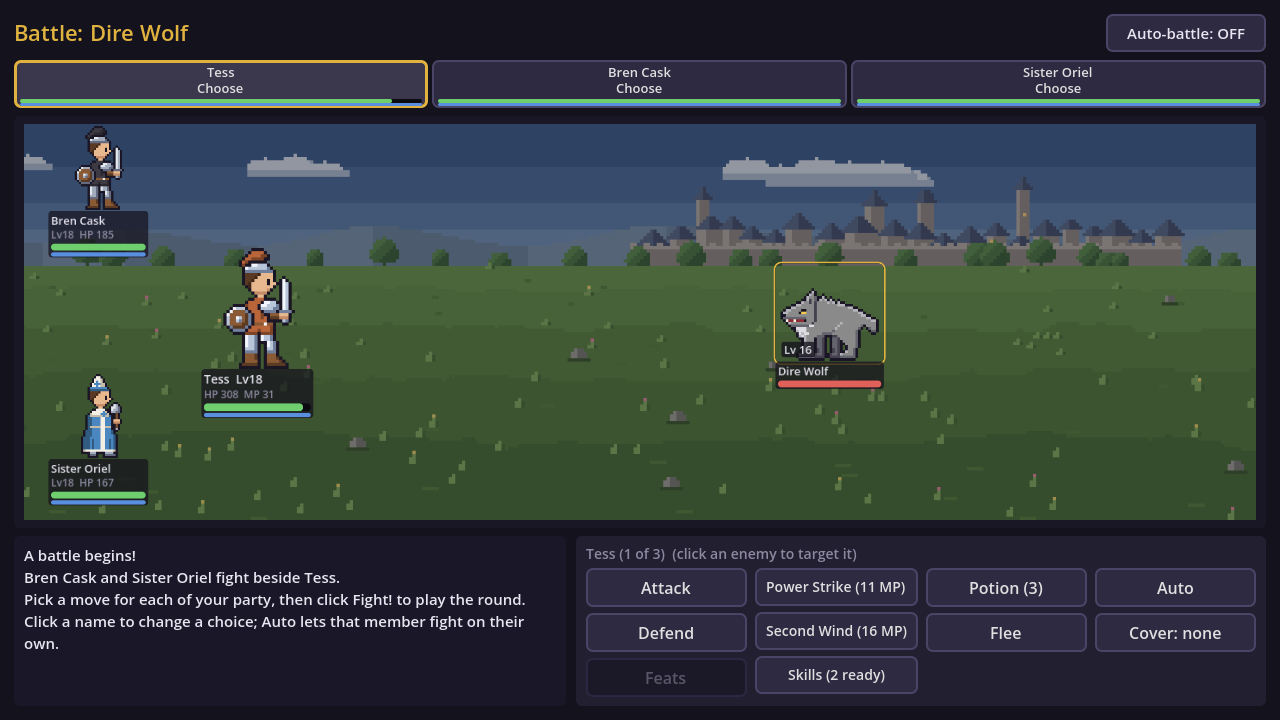 Battle: Dire Wolf
Auto-battle: OFF
Tess
Choose
Bren Cask
Choose
Sister Oriel
Choose
Bren Cask
Lv18 HP 185
Tess Lv18
HP 308 MP 31
Sister Oriel
Lv18 HP 167
Lv 16
Dire Wolf
A battle begins!
Bren Cask and Sister Oriel fight beside Tess.
Pick a move for each of your party, then click Fight! to play the round.
Click a name to change a choice; Auto lets that member fight on their
own.
Tess (1 of 3) (click an enemy to target it)
Attack
Power Strike (11 MP)
Potion (3)
Auto
Defend
Second Wind (16 MP)
Flee
Cover: none
Feats
Skills (2 ready)